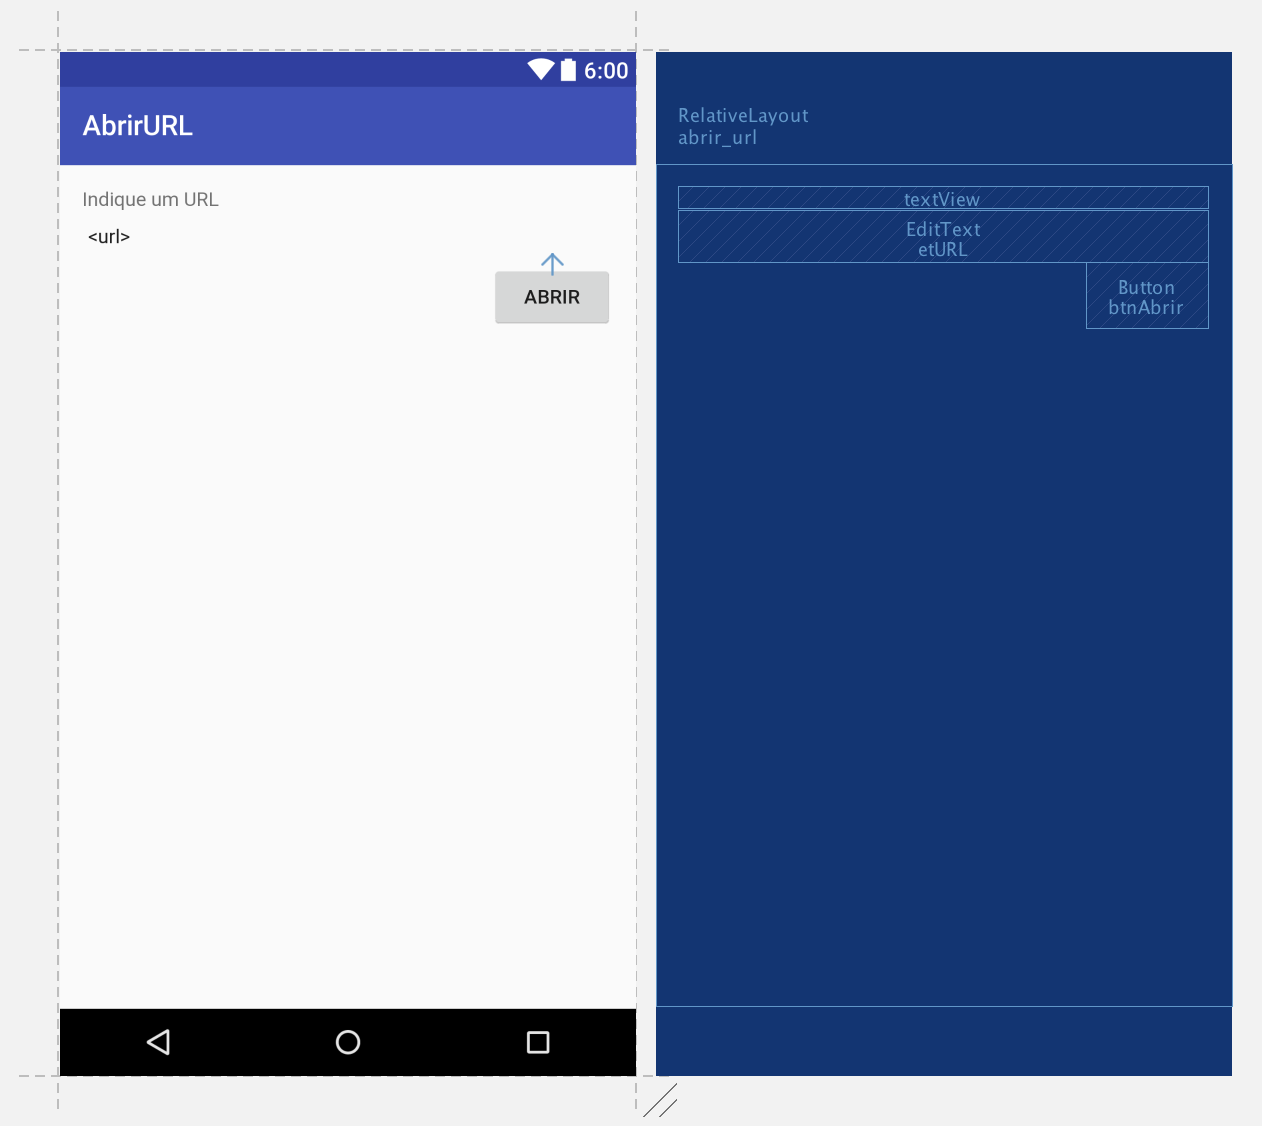 6:00
AbrirURL
Indique um URL
<url>
ABRIR
RelativeLayout
abrir_url
textView
EditText
etURL
Button
btnAbrir